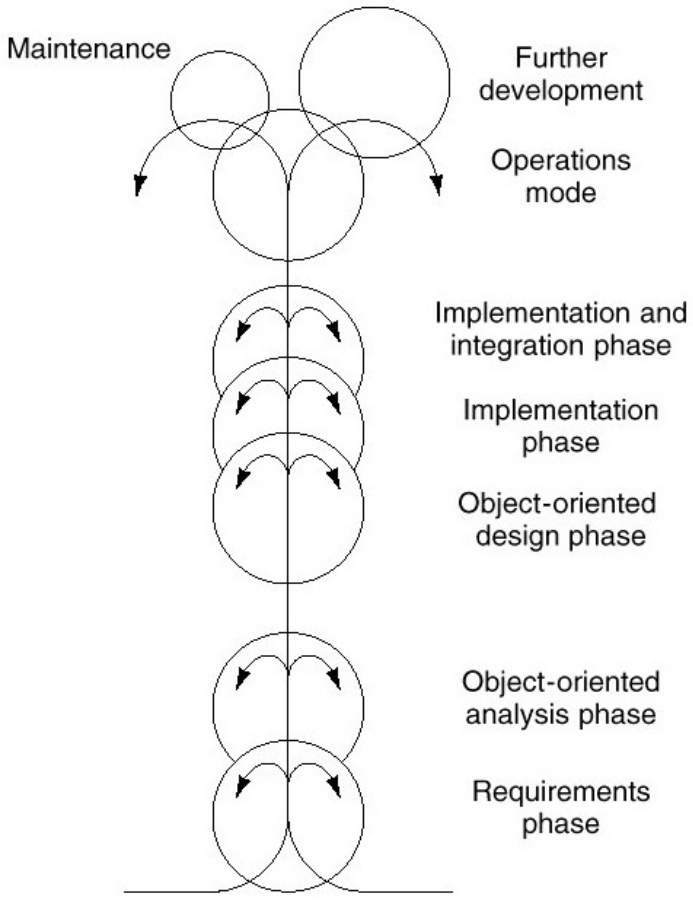 Maintenance
Further
development
Operations
mode
Implementation and
integration phase
Implementation
phase
Object-oriented
design phase
Object-oriented
analysis phase
Requirements
phase